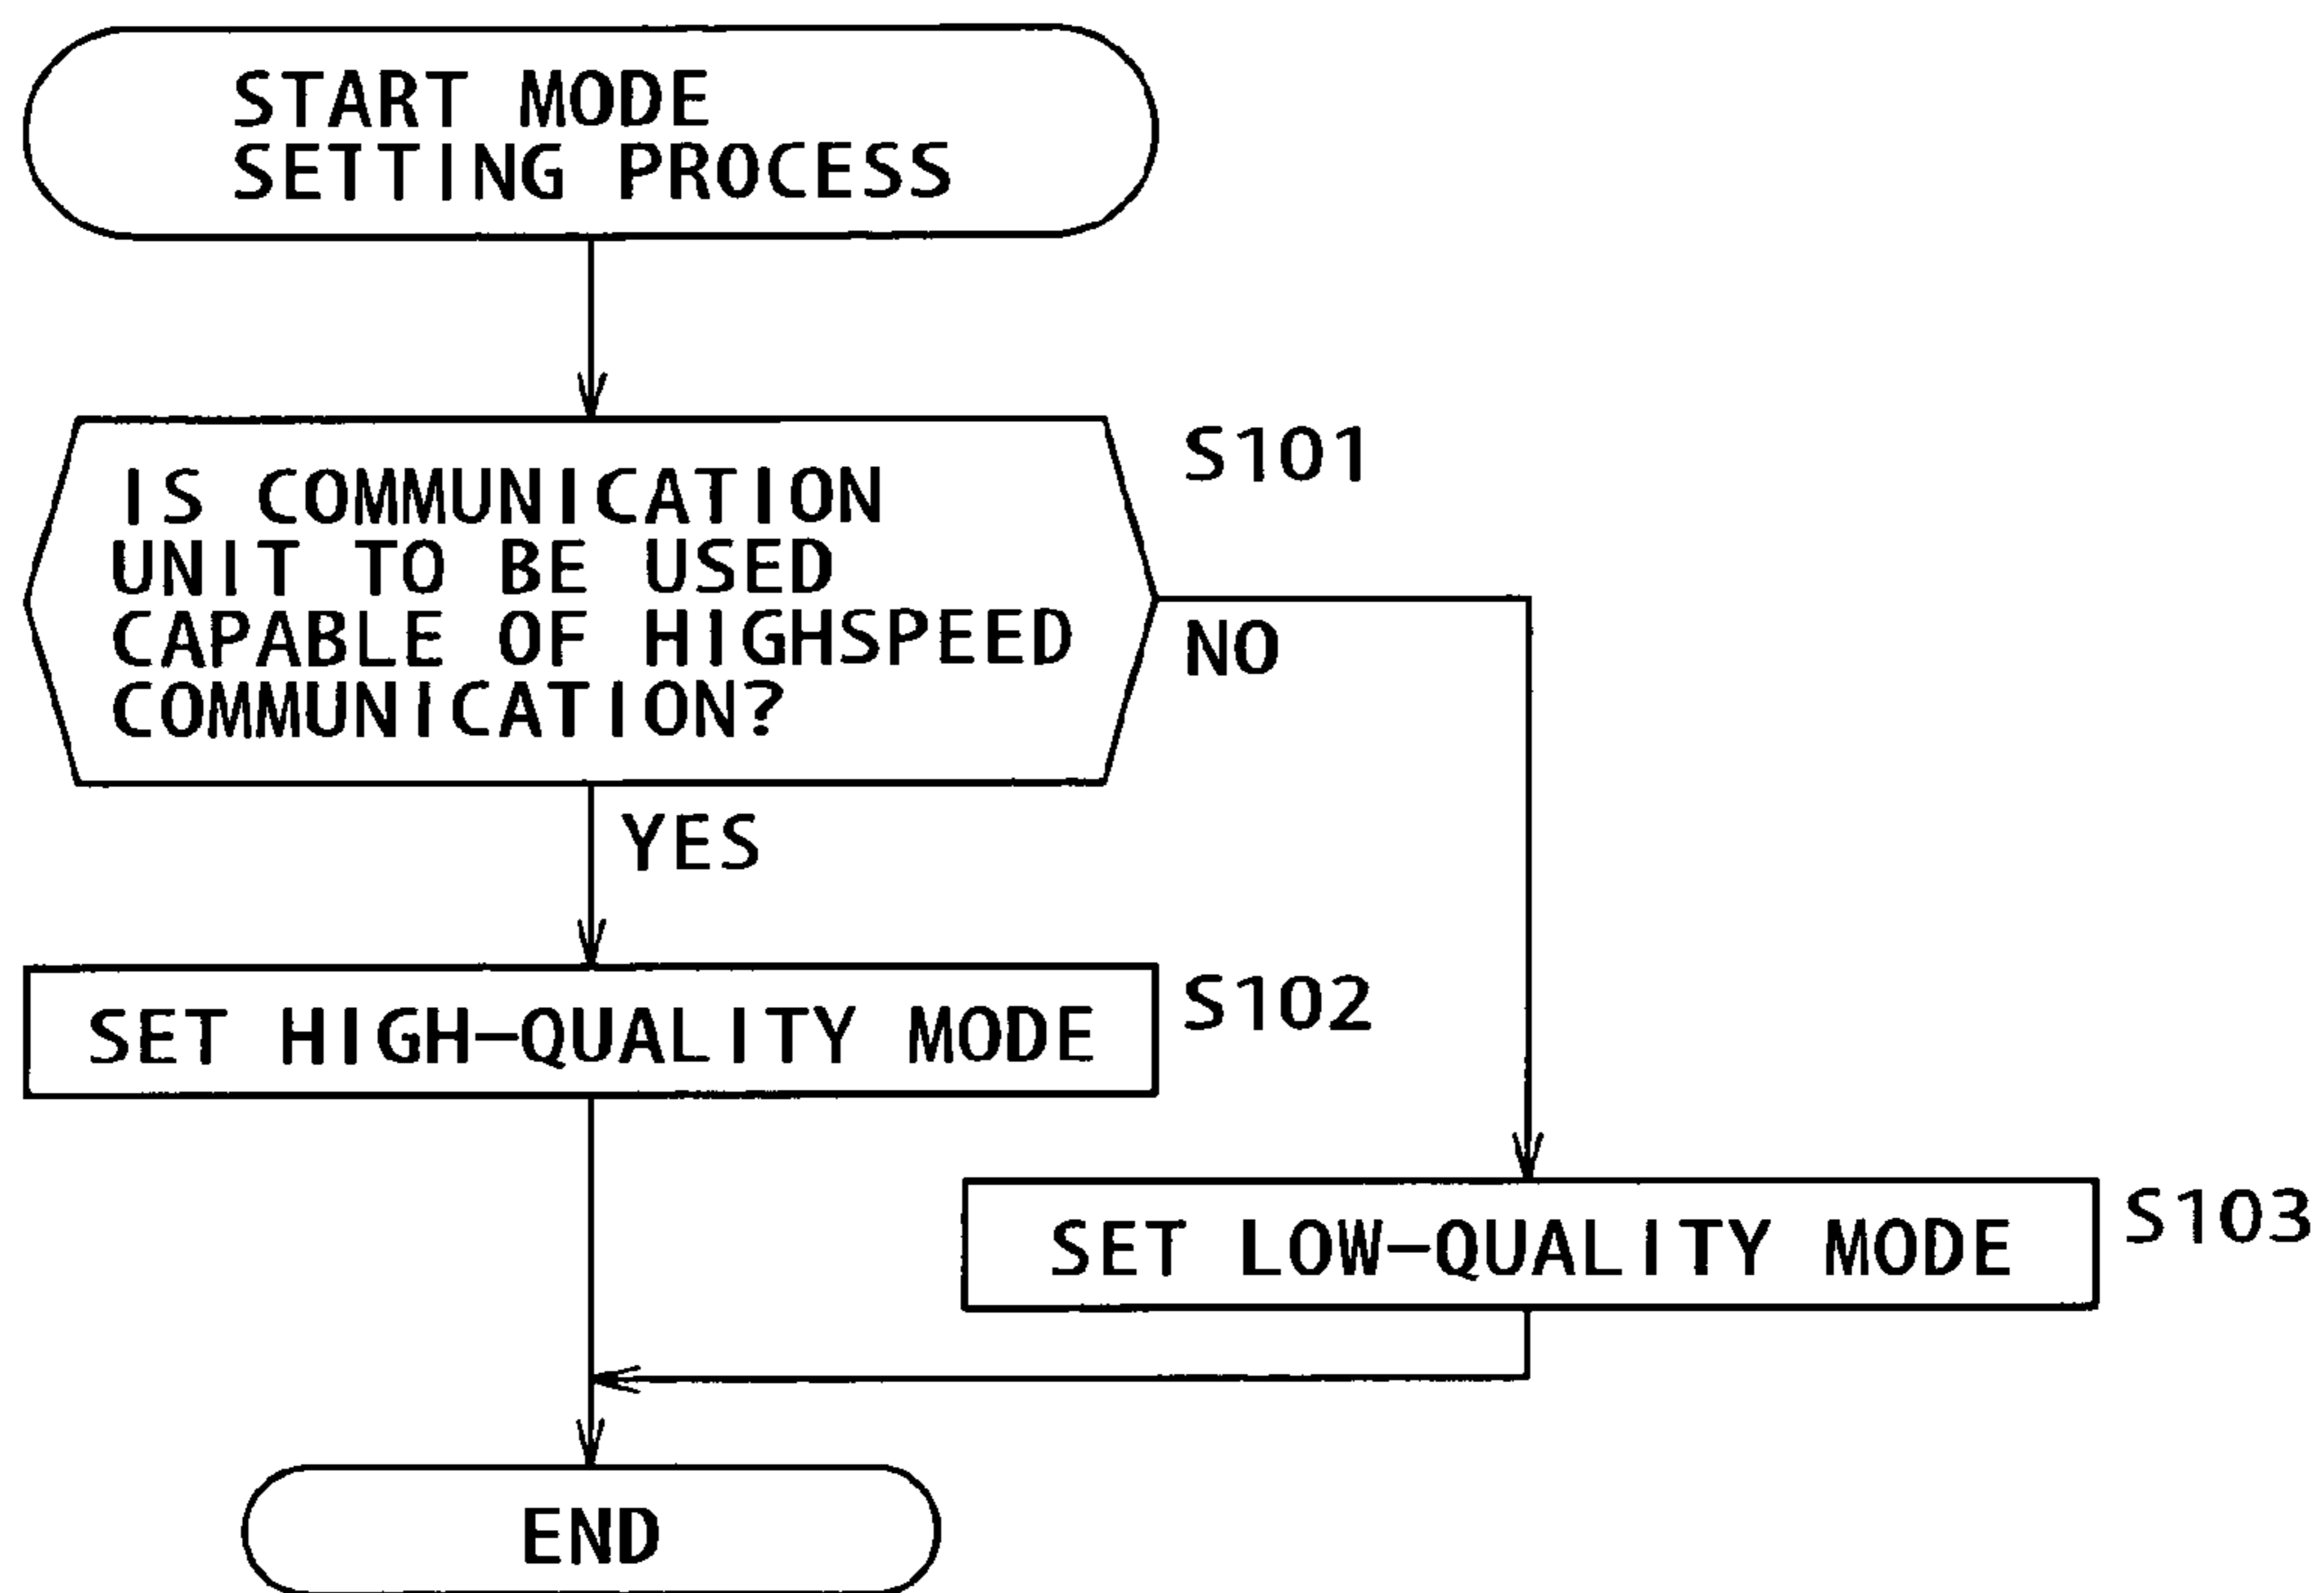 START MODE
SETTING PROCESS
S101
IS COMMUNICATION
UNIT TO BE USED
CAPABLE OF HIGHSPEED
COMMUNICATION?
NO
YES
S102
SET HIGH-QUALITY MODE
S103
SET LOW-QUALITY MODE
END